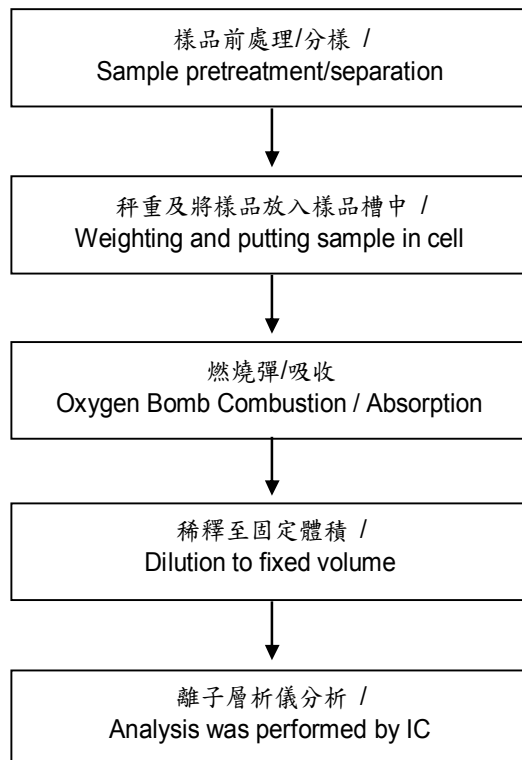 樣品前處理/分樣 /
Sample pretreatment/separation
秤重及將樣品放入樣品槽中 /
Weighting and putting sample in cell
燃燒彈/吸收
Oxygen Bomb Combustion / Absorption
稀釋至固定體積 /
Dilution to fixed volume
離子層析儀分析 /
Analysis was performed by IC